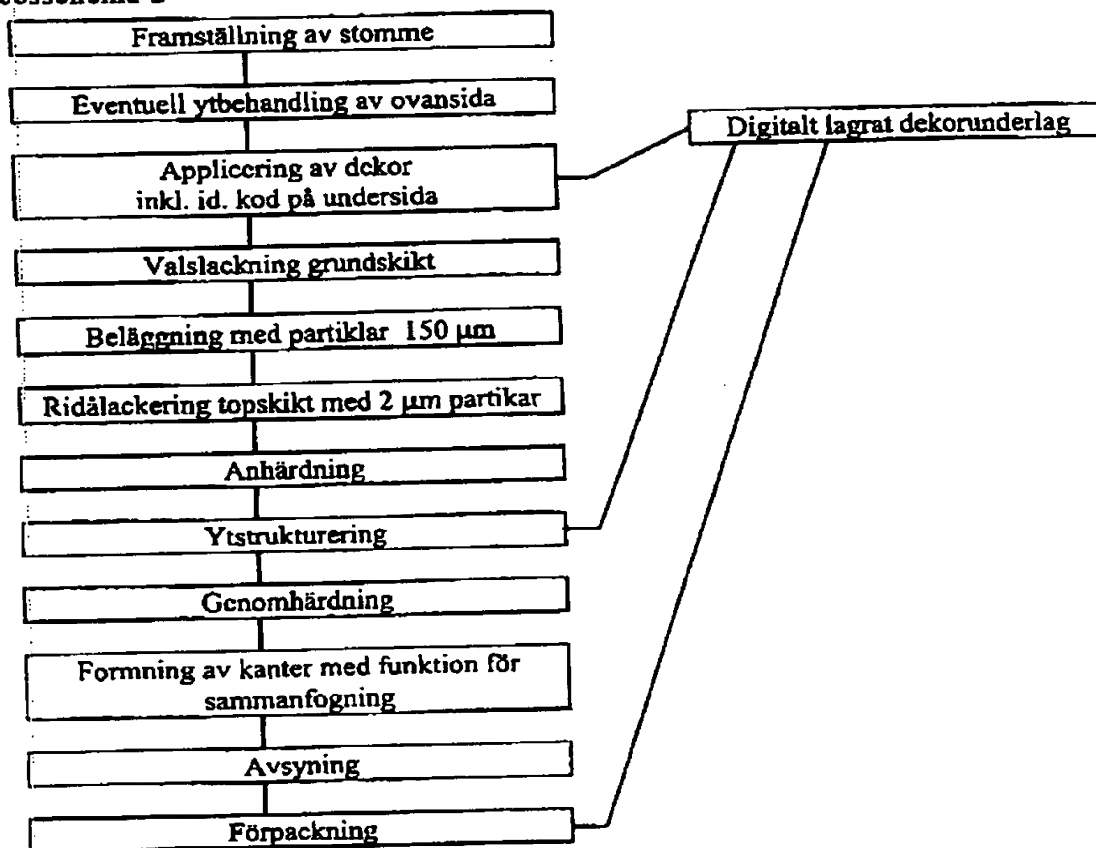 Framställning av stomme
Eventuell ytbehandling av ovansida
Digitalt lagrat dekorunderlag
Applicering av dekor
inkl. id. kod på undersida
Valslackning grundskikt
Beläggning med partiklar 150 µm
Ridålackering topskikt med 2 µm partikar
Anhärdning
Ytstrukturering
Genomhärdning
Formning av kanter med funktion för
sammanfogning
Avsyning
Förpackning